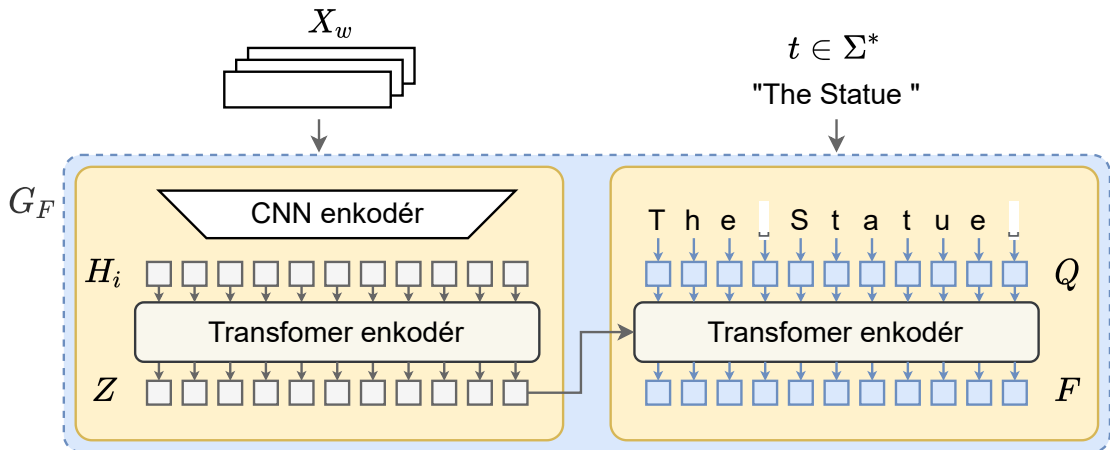 X_w
t ∈ Σ*
"The Statue "
G_F
CNN enkodér
T h e ␣ S t a t u e ␣
H_i
Q
Transfomer enkodér
Transfomer enkodér
Z
F